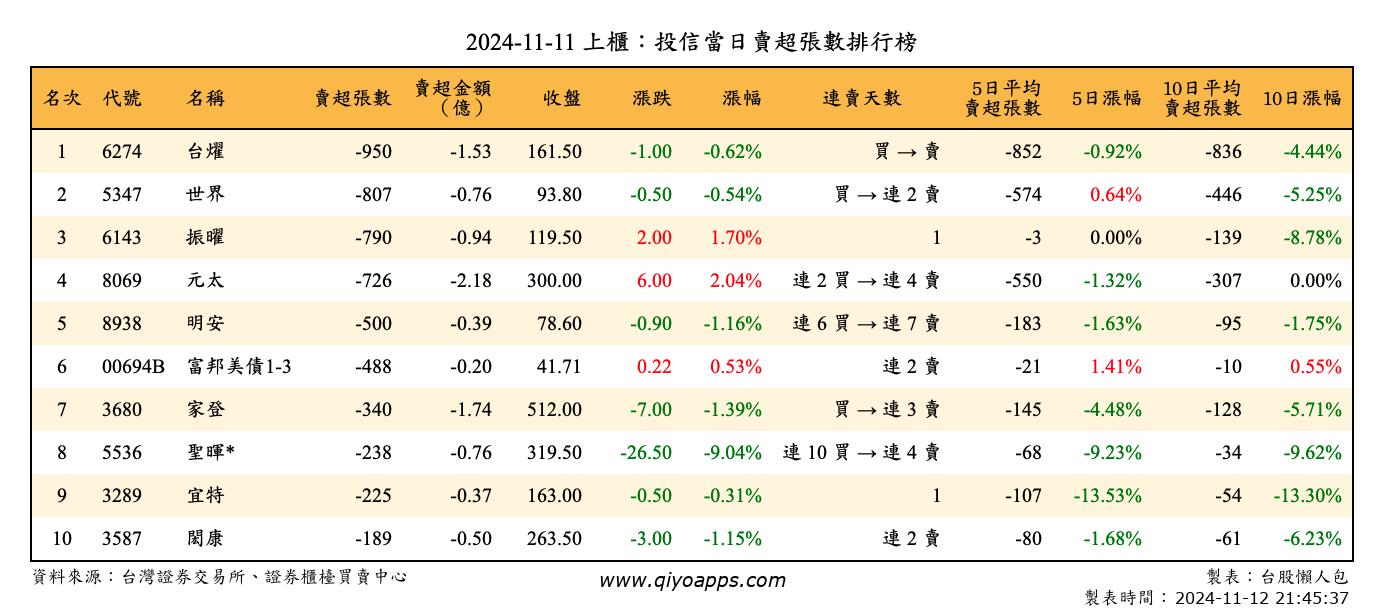 2024-11-11 上櫃：投信當日賣超張數排行榜
名次 代號 名稱 賣超張數 賣超金額（億） 收盤 漲跌 漲幅 連賣天數 5日平均賣超張數 5日漲幅 10日平均賣超張數 10日漲幅
1 6274 台燿 -950 -1.53 161.50 -1.00 -0.62% 買 → 賣 -852 -0.92% -836 -4.44%
2 5347 世界 -807 -0.76 93.80 -0.50 -0.54% 買 → 連 2 賣 -574 0.64% -446 -5.25%
3 6143 振曜 -790 -0.94 119.50 2.00 1.70% 1 -3 0.00% -139 -8.78%
4 8069 元太 -726 -2.18 300.00 6.00 2.04% 連 2 買 → 連 4 賣 -550 -1.32% -307 0.00%
5 8938 明安 -500 -0.39 78.60 -0.90 -1.16% 連 6 買 → 連 7 賣 -183 -1.63% -95 -1.75%
6 00694B 富邦美債1-3 -488 -0.20 41.71 0.22 0.53% 連 2 賣 -21 1.41% -10 0.55%
7 3680 家登 -340 -1.74 512.00 -7.00 -1.39% 買 → 連 3 賣 -145 -4.48% -128 -5.71%
8 5536 聖暉* -238 -0.76 319.50 -26.50 -9.04% 連 10 買 → 連 4 賣 -68 -9.23% -34 -9.62%
9 3289 宜特 -225 -0.37 163.00 -0.50 -0.31% 1 -107 -13.53% -54 -13.30%
10 3587 閎康 -189 -0.50 263.50 -3.00 -1.15% 連 2 賣 -80 -1.68% -61 -6.23%
資料來源：台灣證券交易所、證券櫃檯買賣中心
www.qiyoapps.com
製表：台股懶人包
製表時間：2024-11-12 21:45:37